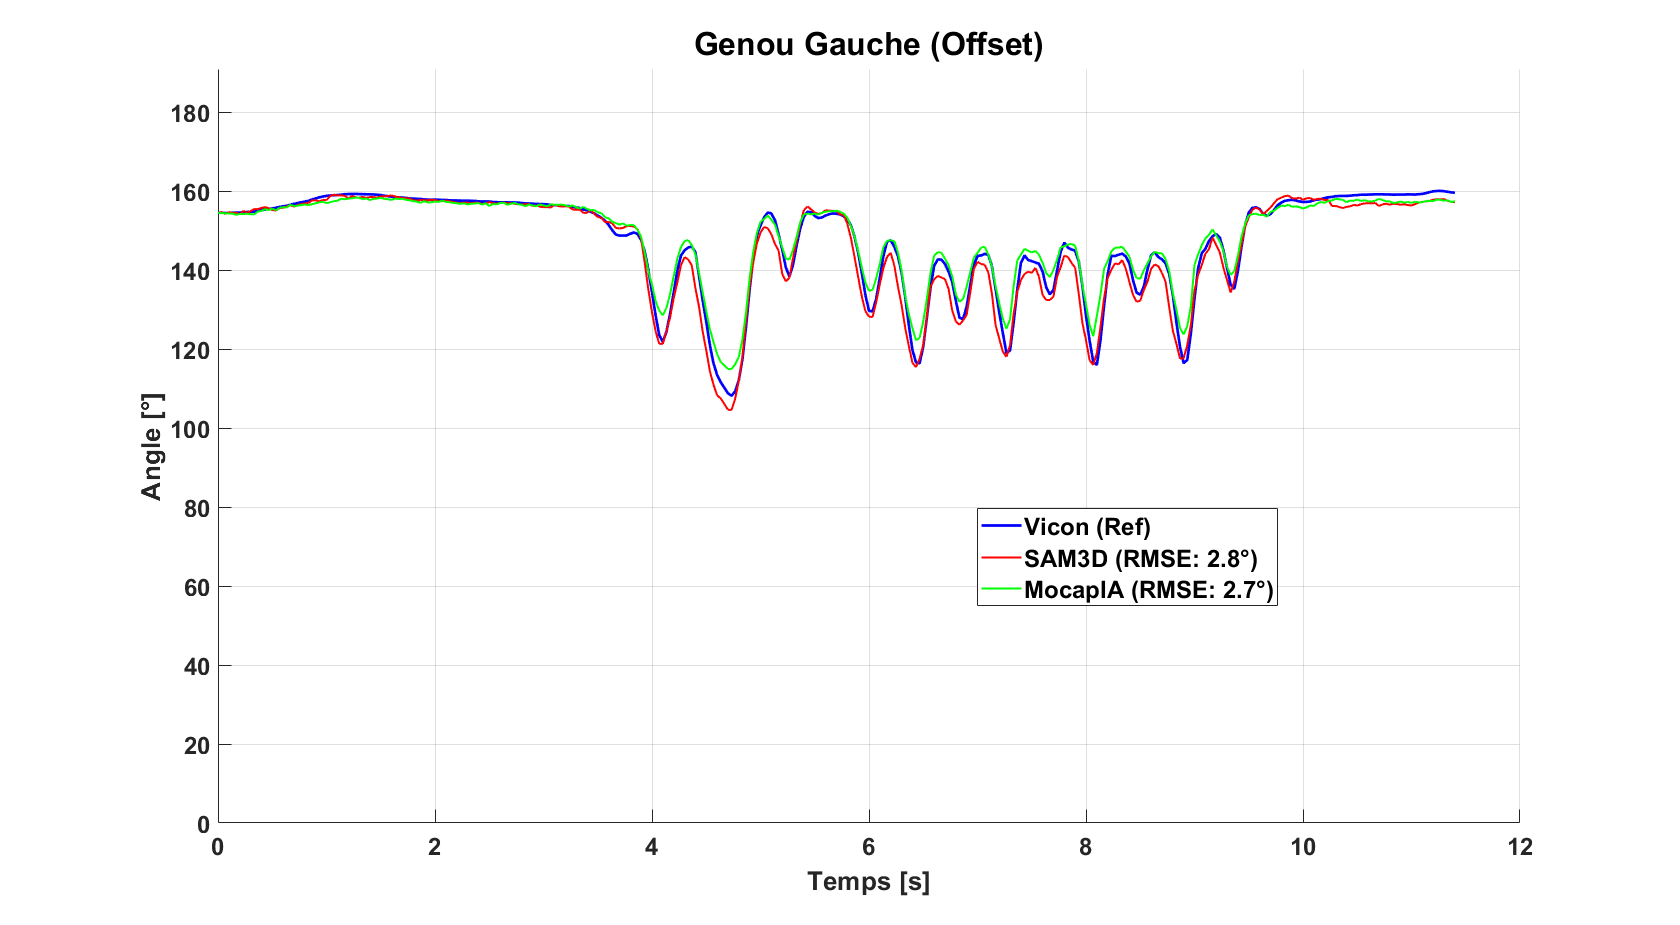 Genou Gauche (Offset)
180
160
140
120
100
80
60
40
20
0
Angle [°]
Vicon (Ref)
SAM3D (RMSE: 2.8°)
MocapIA (RMSE: 2.7°)
0 2 4 6 8 10 12
Temps [s]